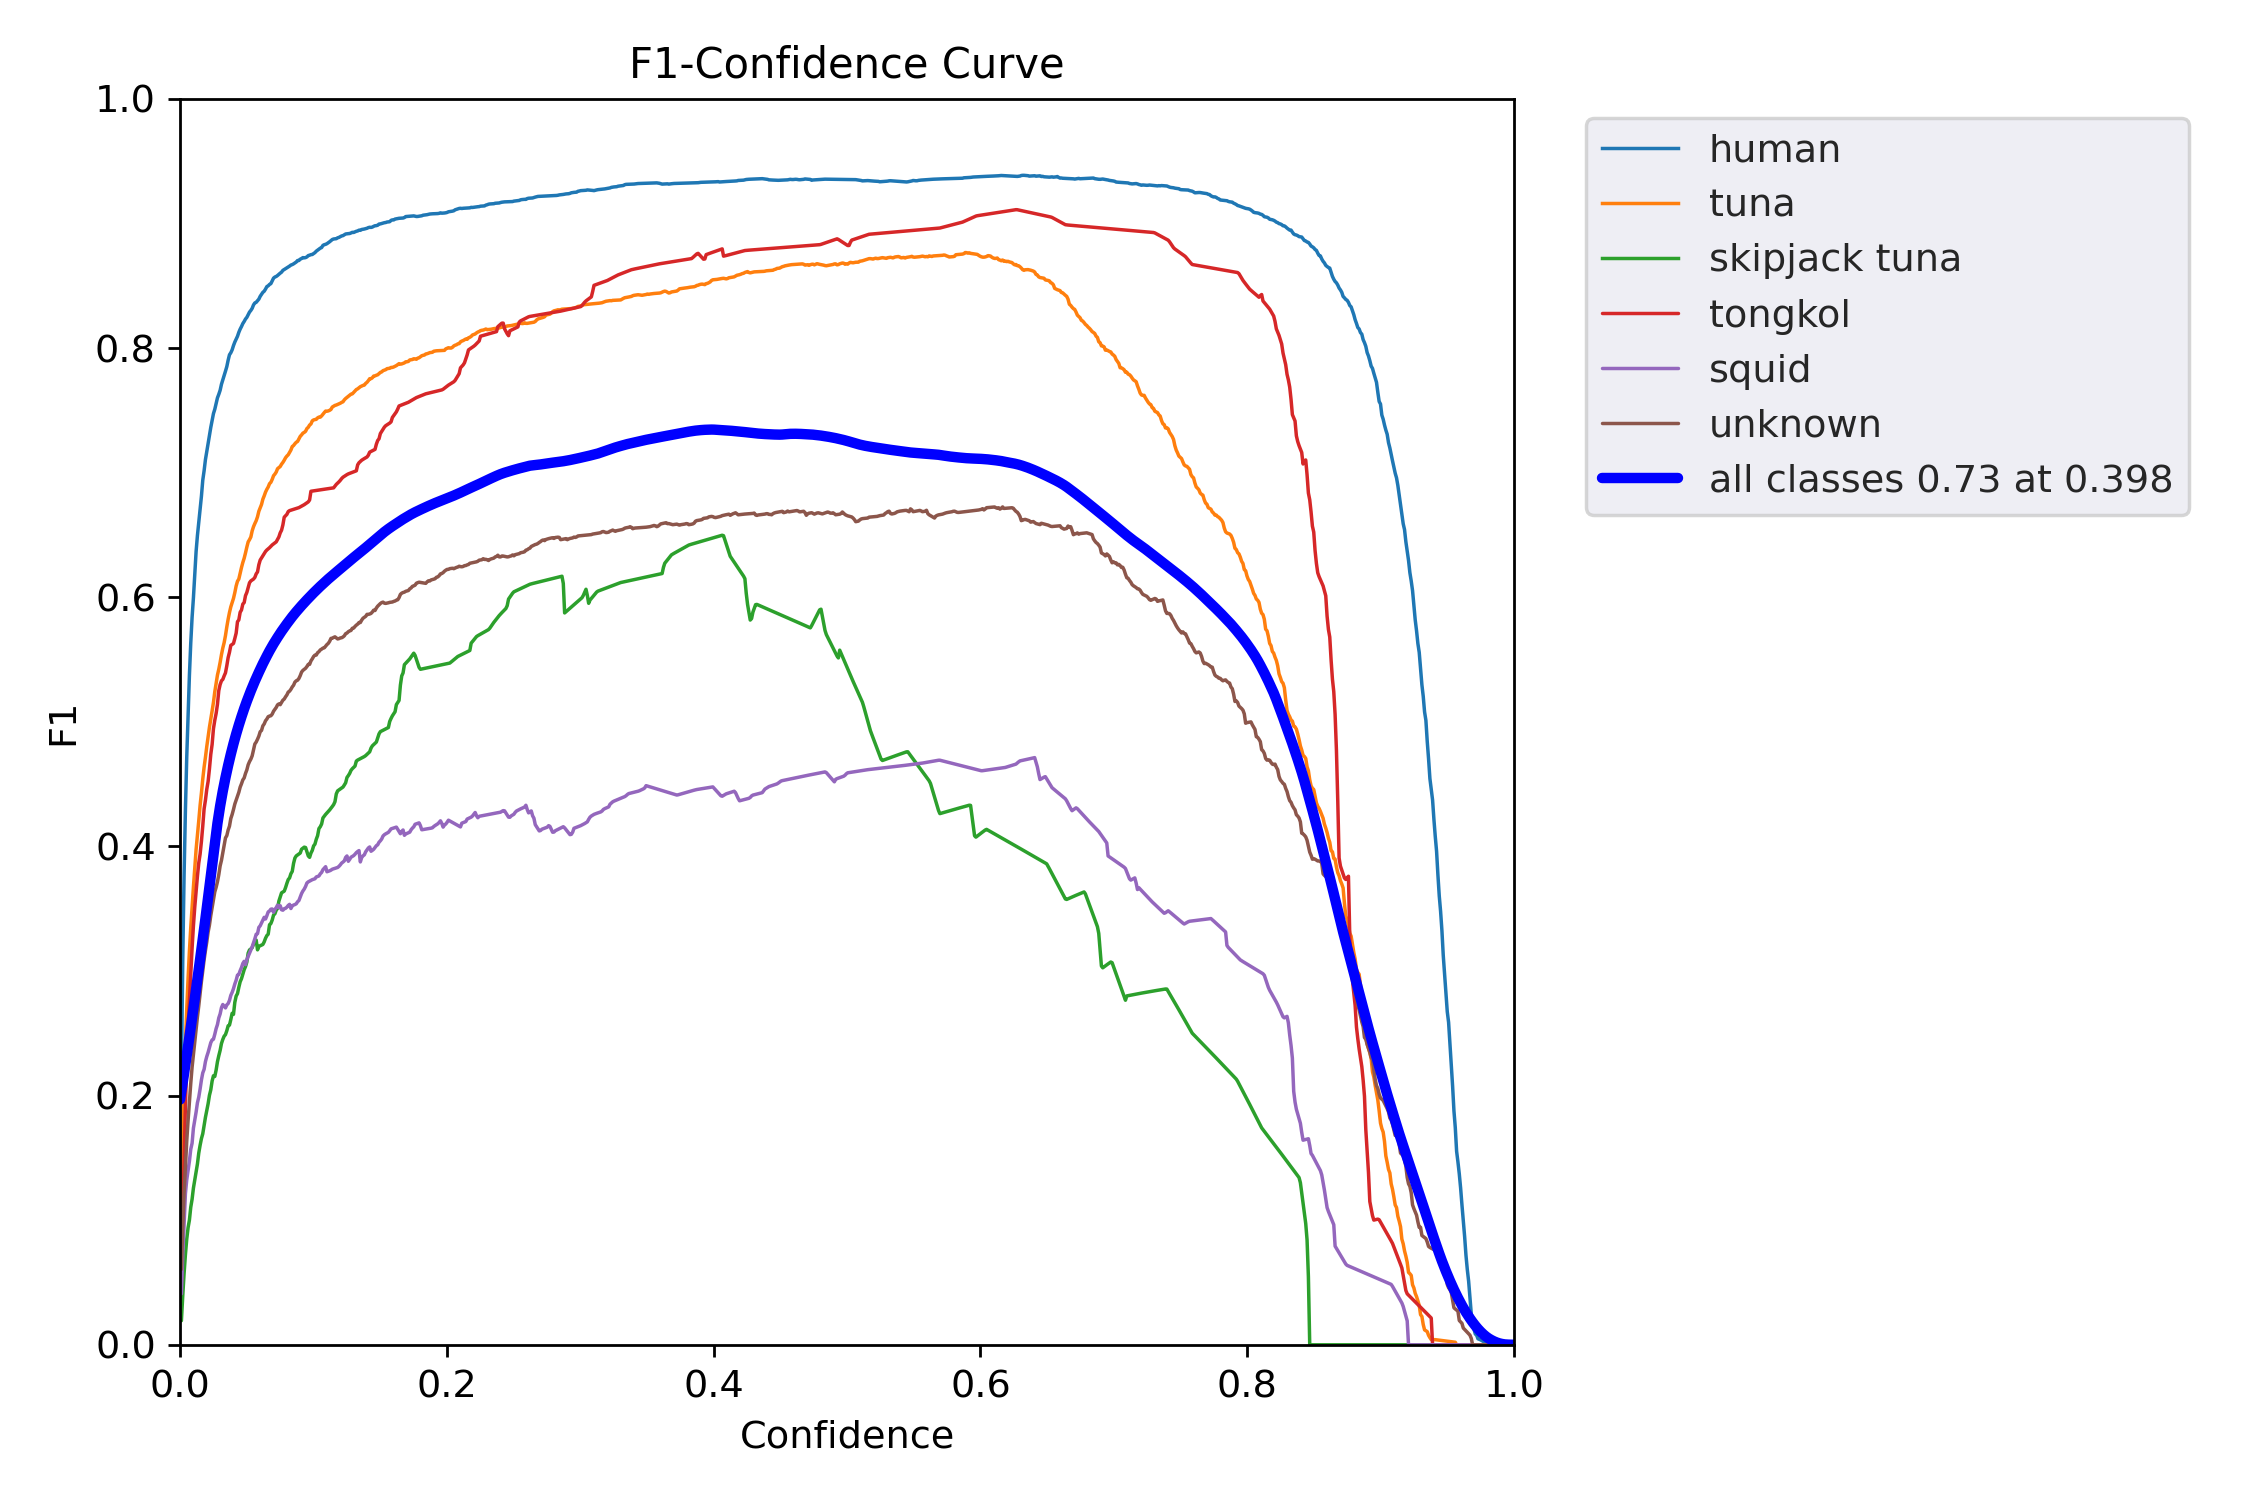 F1-Confidence Curve
1.0
0.8
0.6
0.4
0.2
0.0
F1
0.0 0.2 0.4 0.6 0.8 1.0
Confidence
human
tuna
skipjack tuna
tongkol
squid
unknown
all classes 0.73 at 0.398